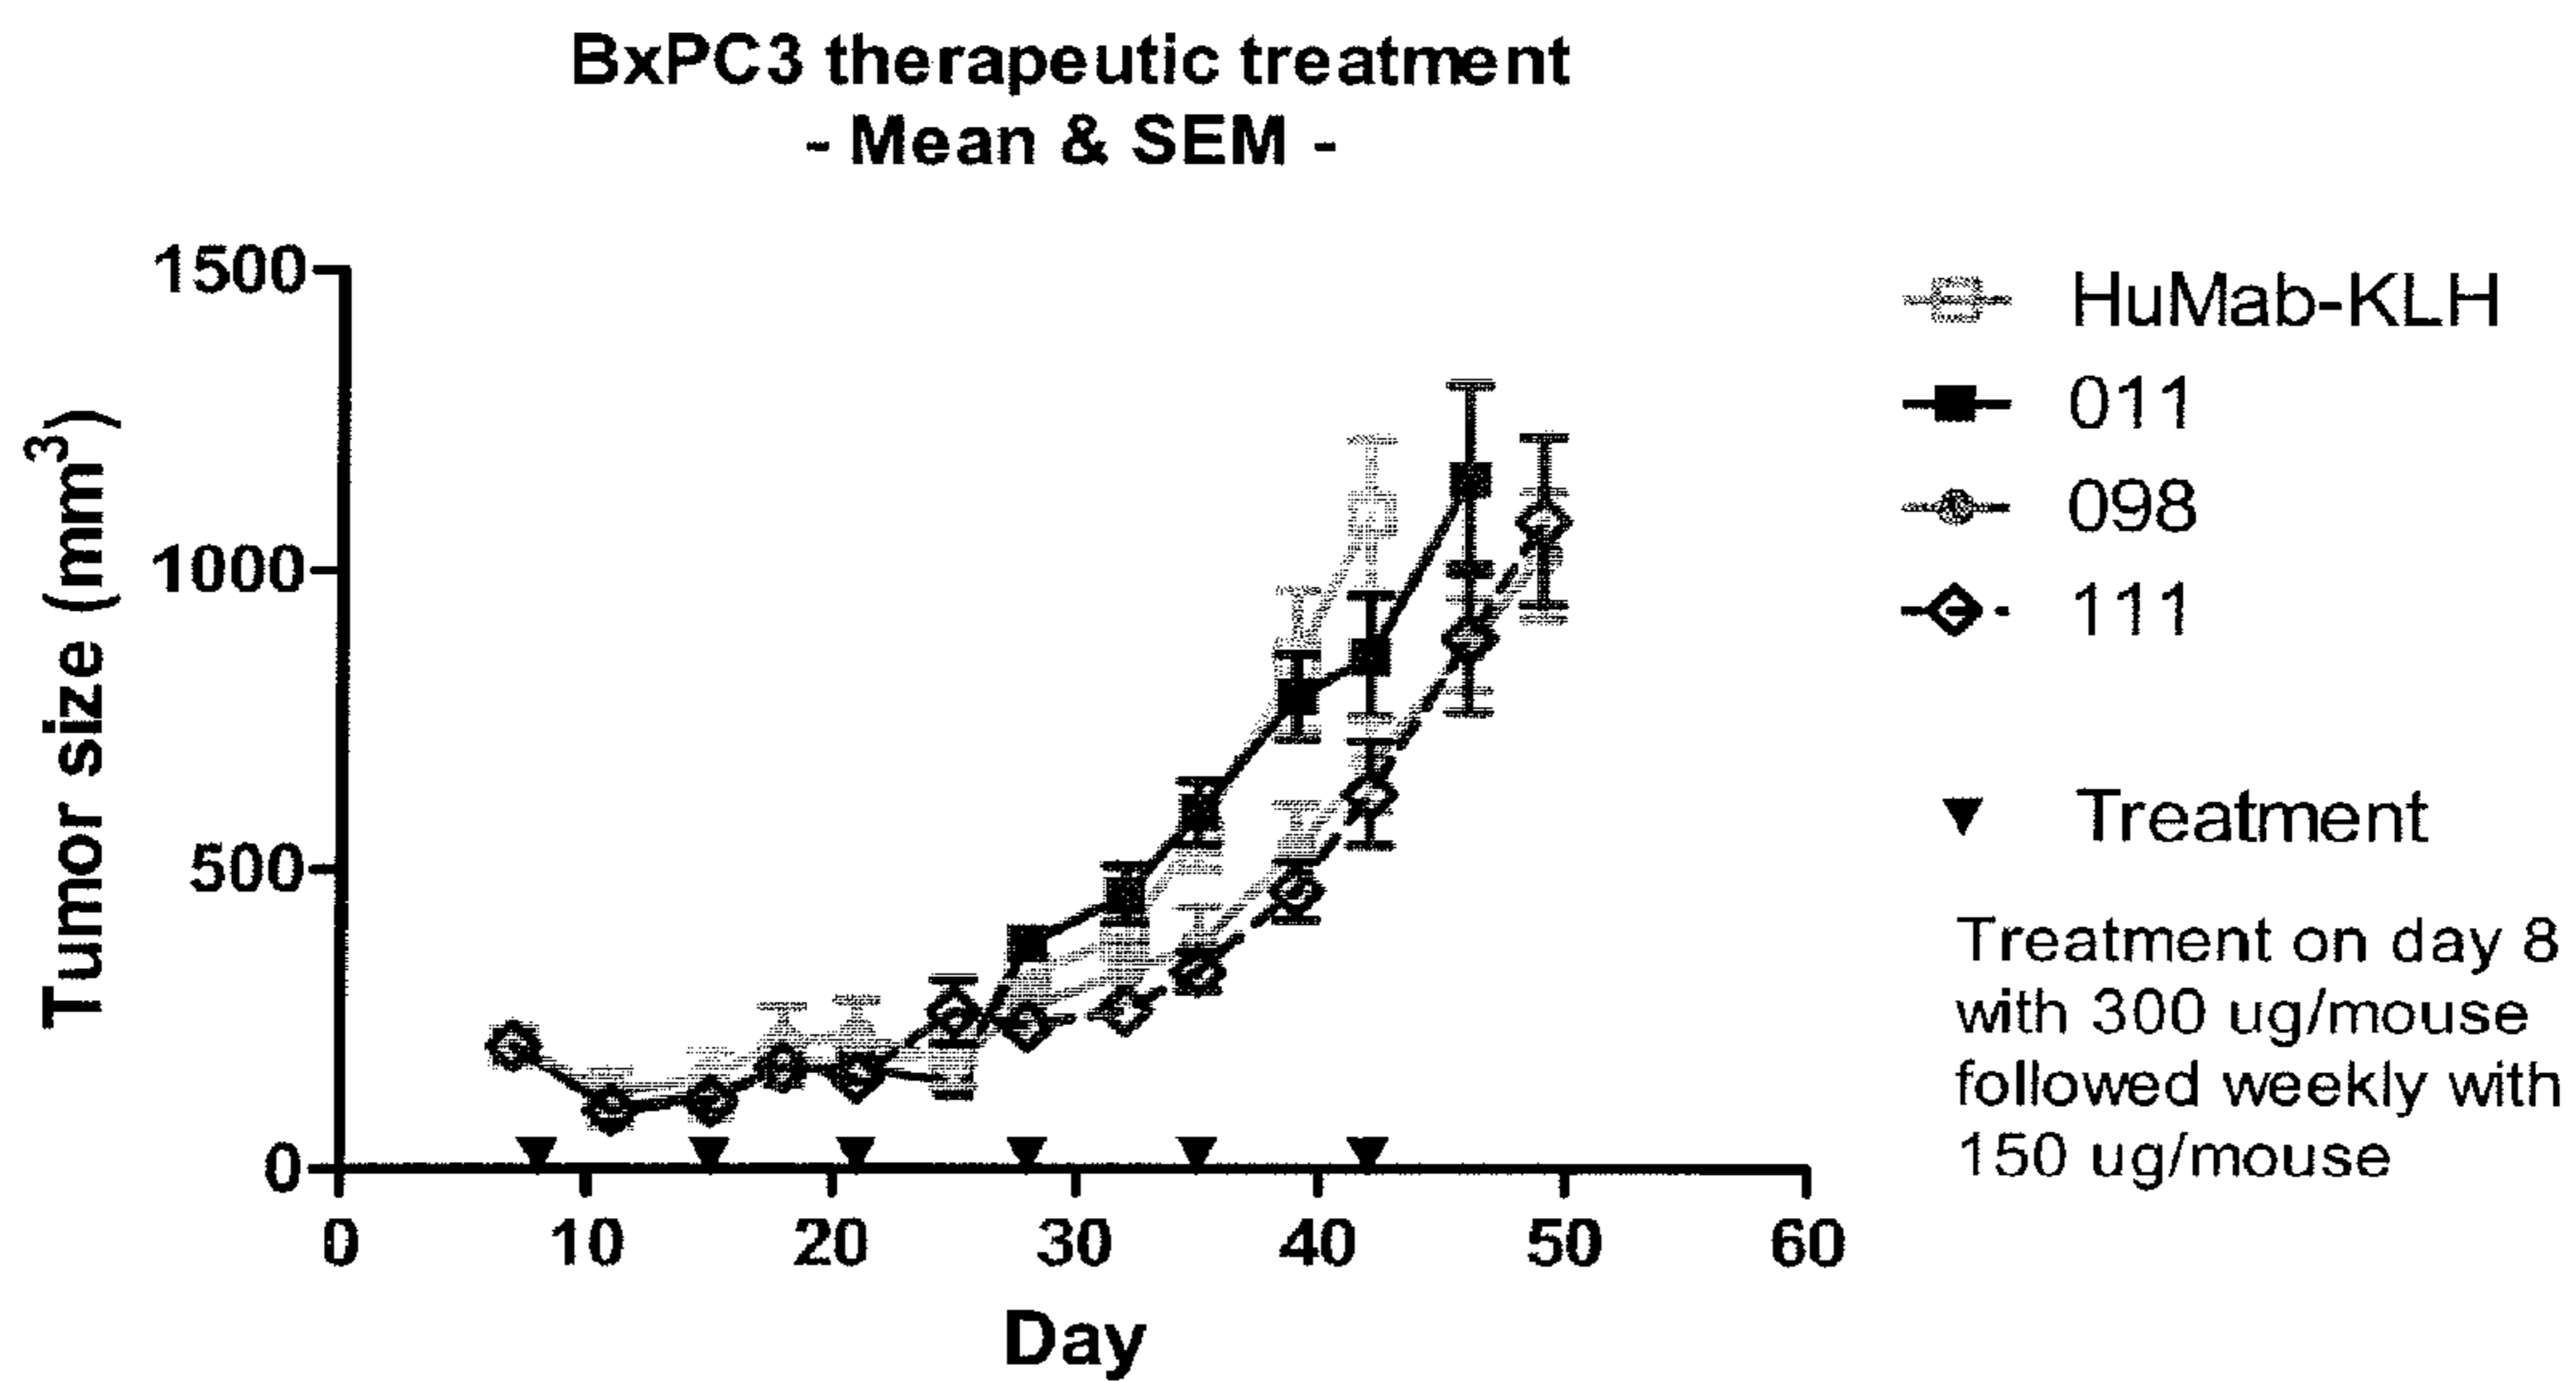 BxPC3 therapeutic treatment
- Mean & SEM -
Tumor size (mm³)
1500
1000
500
0
0 10 20 30 40 50 60
Day
HuMab-KLH
011
098
111
Treatment
Treatment on day 8
with 300 ug/mouse
followed weekly with
150 ug/mouse